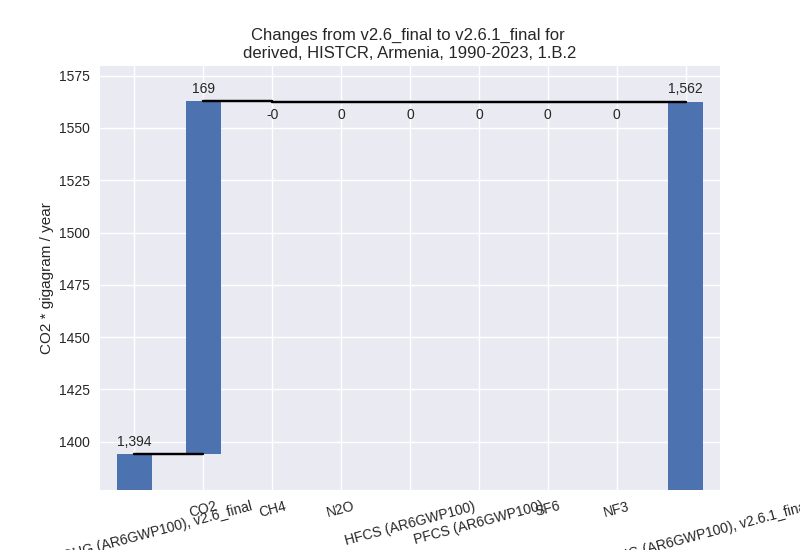 Changes from v2.6_final to v2.6.1_final for
derived, HISTCR, Armenia, 1990-2023, 1.B.2
CO2 * gigagram / year
1575
1550
1525
1500
1475
1450
1425
1400
1,394
169
-0
0
0
0
0
0
1,562
(AR6GWP100), v2.6_final
CO2
CH4
N2O
HFCS (AR6GWP100)
PFCS (AR6GWP100)
SF6
NF3
(AR6GWP100), v2.6.1_final